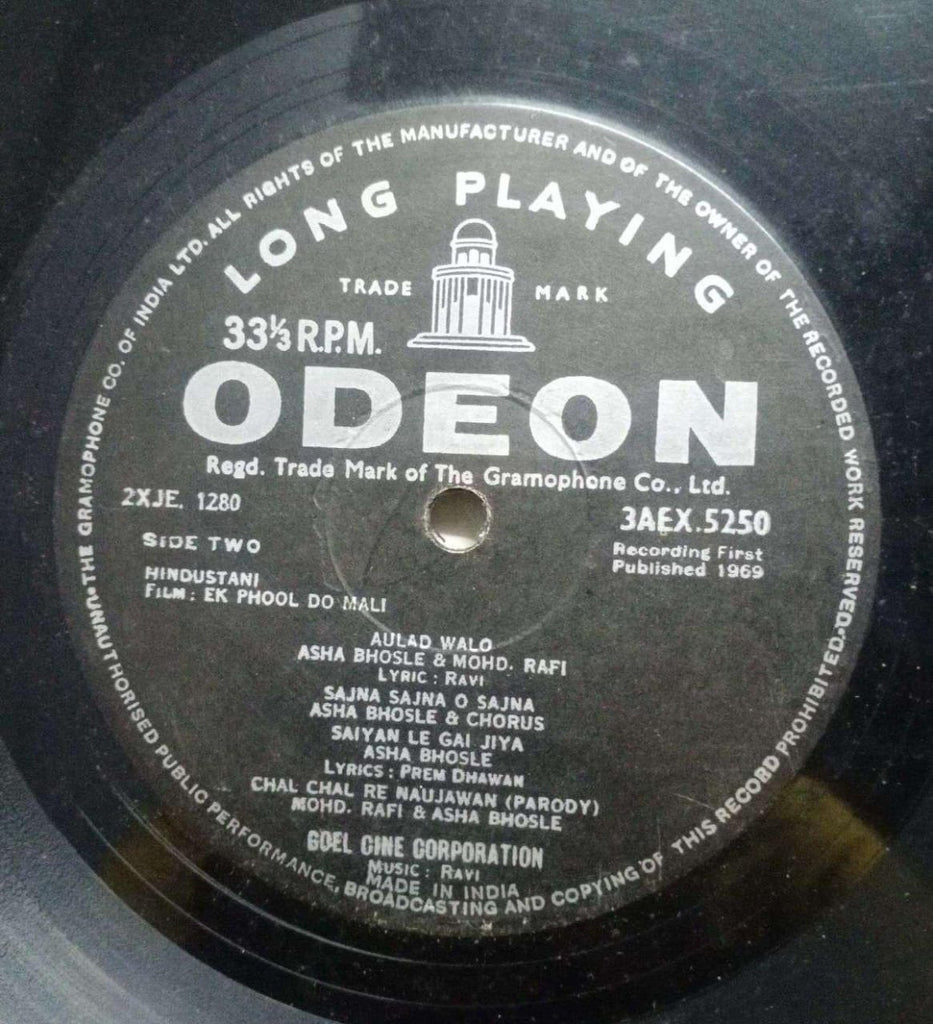 THE GRAMOPHONE CO. OF INDIA LTD. ALL RIGHTS OF THE MANUFACTURER AND OF THE OWNER OF THE RECORDED WORK RESERVED. UNAUTHORISED PUBLIC PERFORMANCE, BROADCASTING AND COPYING OF THIS RECORD PROHIBITED.
LONG PLAYING
TRADE MARK
33⅓ R.P.M.
ODEON
Regd. Trade Mark of The Gramophone Co., Ltd.
2XJE. 1280
3AEX.5250
SIDE TWO
Recording First
Published 1969
HINDUSTANI
FILM : EK PHOOL DO MALI
AULAD WALO
ASHA BHOSLE & MOHD. RAFI
LYRIC : RAVI
SAJNA SAJNA O SAJNA
ASHA BHOSLE & CHORUS
SAIYAN LE GAI JIYA
ASHA BHOSLE
LYRICS : PREM DHAWAN
CHAL CHAL RE NAUJAWAN (PARODY)
MOHD. RAFI & ASHA BHOSLE
GOEL CINE CORPORATION
MUSIC : RAVI
MADE IN INDIA